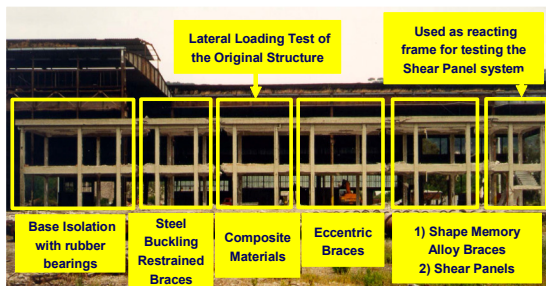 Lateral Loading Test of
the Original Structure
Used as reacting
frame for testing the
Shear Panel system
Base Isolation
with rubber
bearings
Steel
Buckling
Restrained
Braces
Composite
Materials
Eccentric
Braces
1) Shape Memory
Alloy Braces
2) Shear Panels